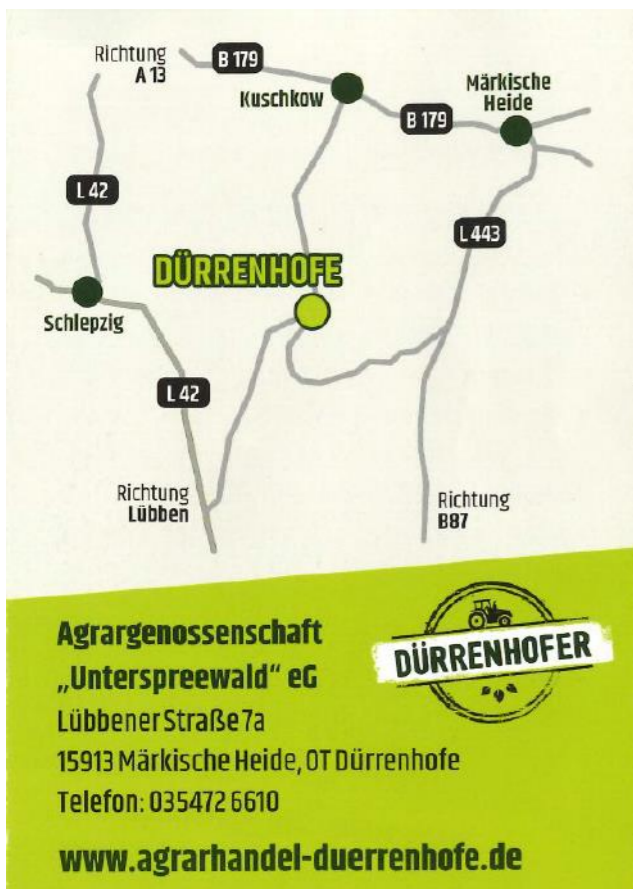 Richtung
A 13
B 179
Kuschkow
Märkische
Heide
B 179
L 42
L 443
DÜRRENHOFE
Schlepzig
L 42
Richtung
Lübben
Richtung
B87
Agrargenossenschaft
„Unterspreewald“ eG
Lübbener Straße 7a
15913 Märkische Heide, OT Dürrenhofe
Telefon: 035472 6610
www.agrarhandel-duerrenhofe.de
DÜRRENHOFER